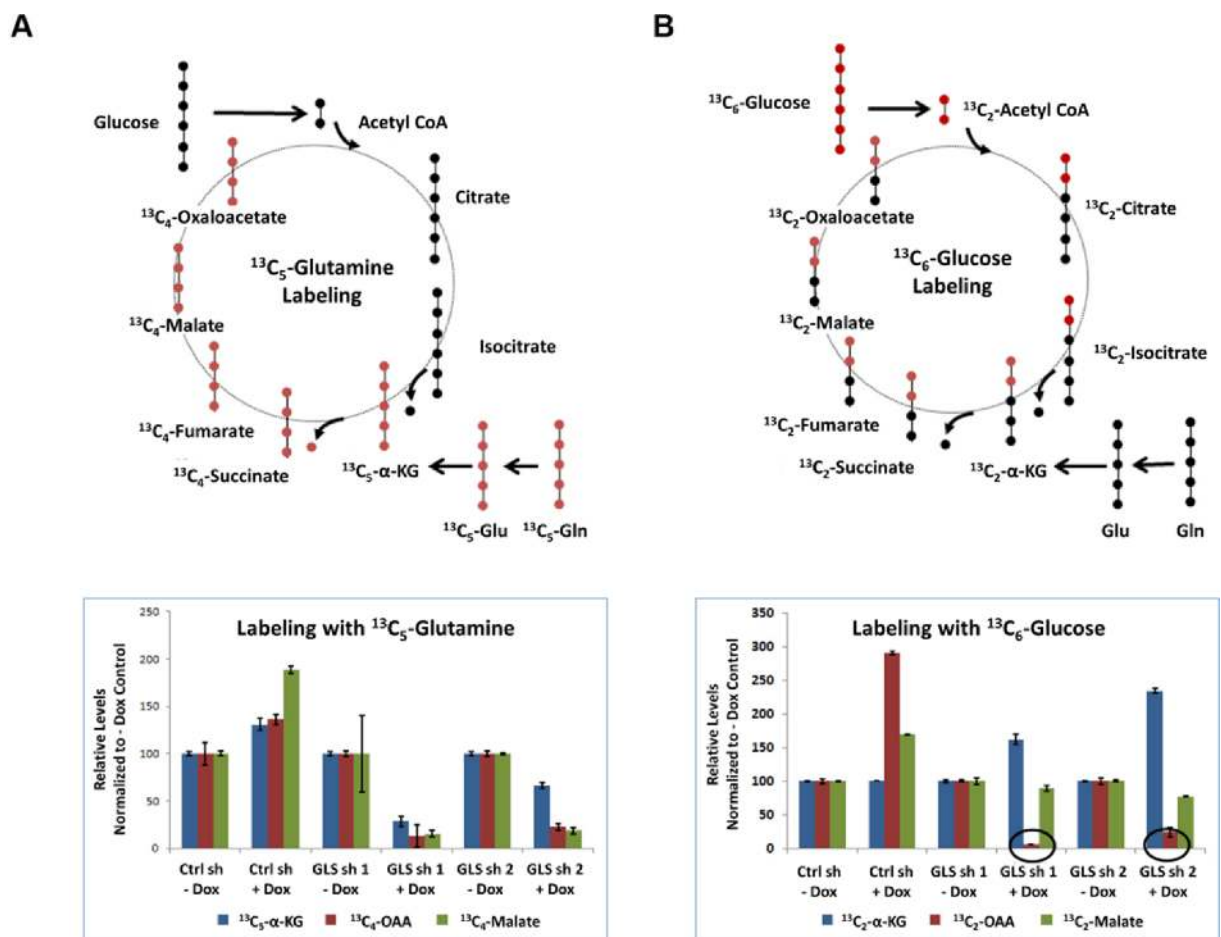 A
Glucose
Acetyl CoA
Citrate
¹³C₄-Oxaloacetate
¹³C₅-Glutamine
Labeling
¹³C₄-Malate
Isocitrate
¹³C₄-Fumarate
¹³C₄-Succinate
¹³C₅-α-KG
¹³C₅-Glu
¹³C₅-Gln
Labeling with ¹³C₅-Glutamine
Relative Levels
Normalized to - Dox Control
250
200
150
100
50
0
Ctrl sh
- Dox
Ctrl sh
+ Dox
GLS sh 1
- Dox
GLS sh 1
+ Dox
GLS sh 2
- Dox
GLS sh 2
+ Dox
¹³C₅-α-KG
¹³C₄-OAA
¹³C₄-Malate
B
¹³C₆-Glucose
¹³C₂-Acetyl CoA
¹³C₂-Citrate
¹³C₂-Oxaloacetate
¹³C₆-Glucose
Labeling
¹³C₂-Malate
¹³C₂-Isocitrate
¹³C₂-Fumarate
¹³C₂-Succinate
¹³C₂-α-KG
Glu
Gln
Labeling with ¹³C₆-Glucose
Relative Levels
Normalized to - Dox Control
350
300
250
200
150
100
50
0
Ctrl sh
- Dox
Ctrl sh
+ Dox
GLS sh 1
- Dox
GLS sh 1
+ Dox
GLS sh 2
- Dox
GLS sh 2
+ Dox
¹³C₂-α-KG
¹³C₂-OAA
¹³C₂-Malate